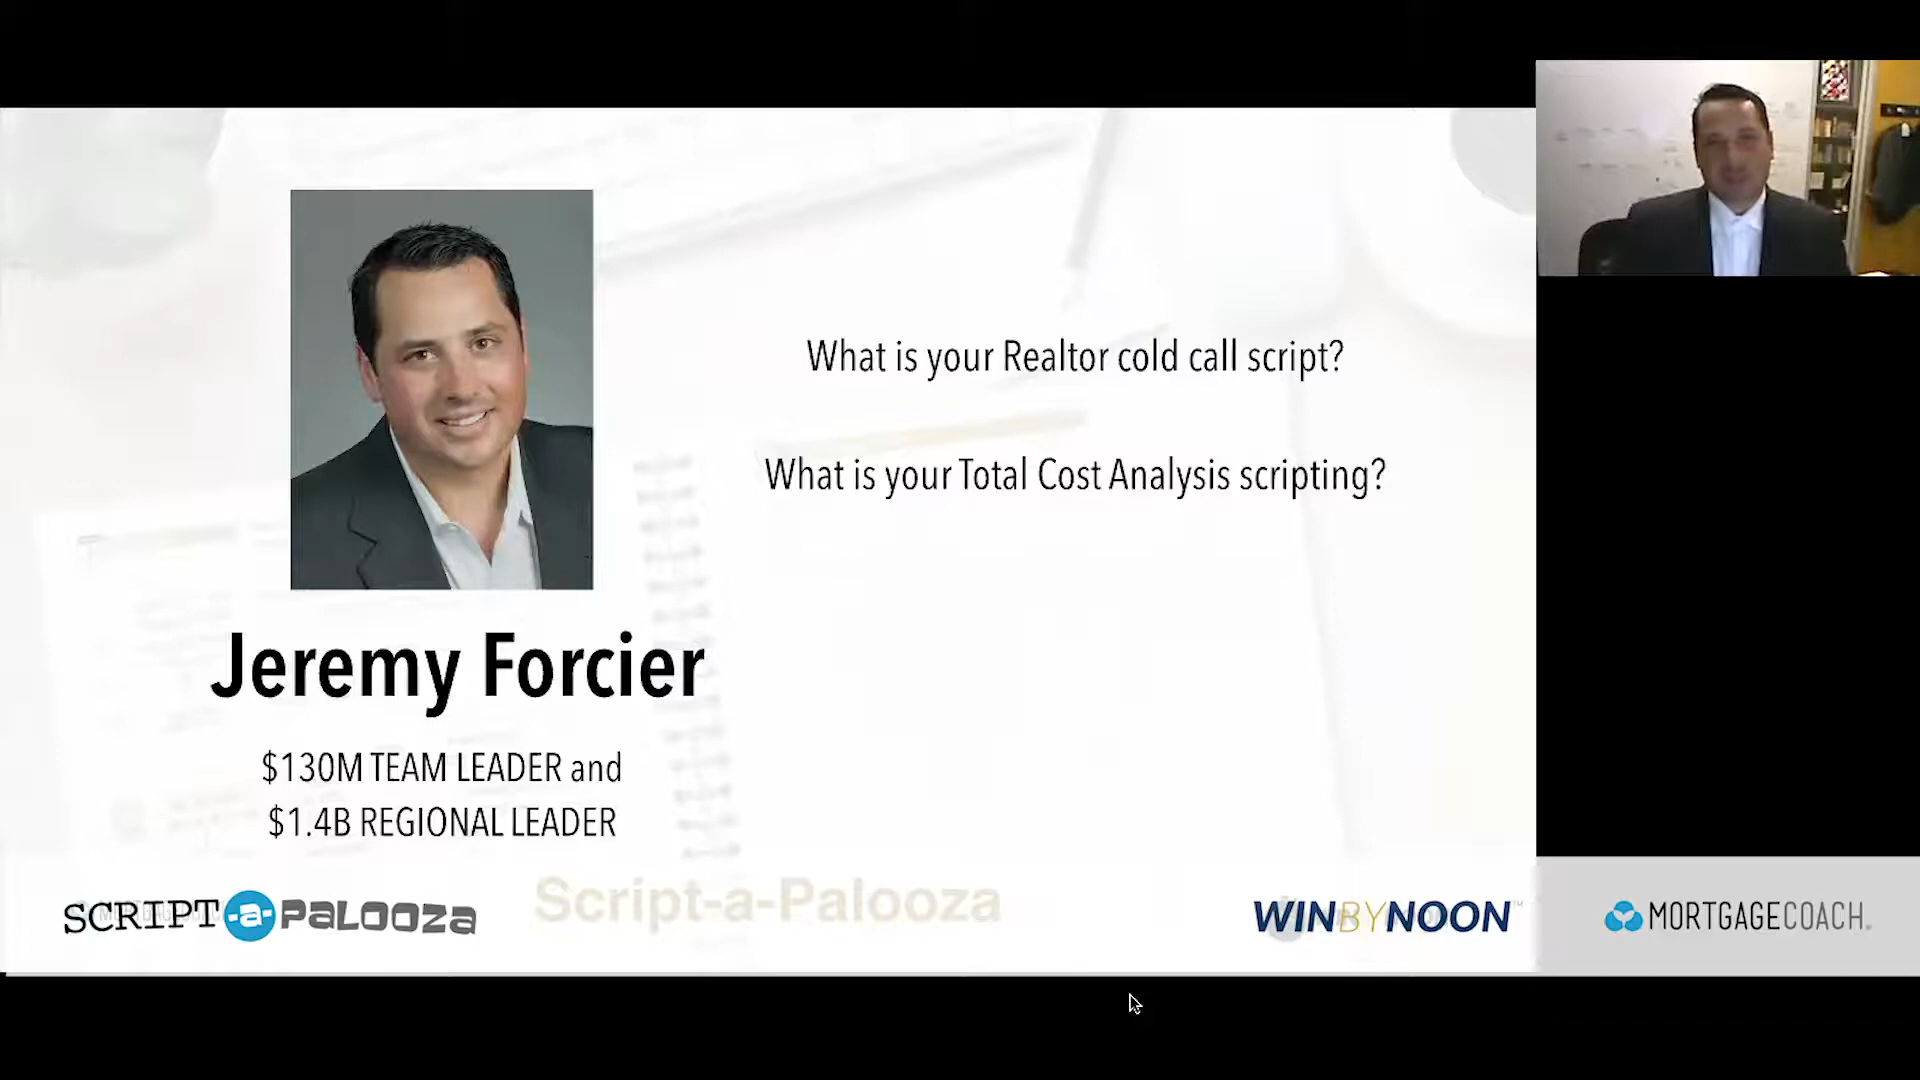 What is your Realtor cold call script?
What is your Total Cost Analysis scripting?
Jeremy Forcier
$130M TEAM LEADER and
$1.4B REGIONAL LEADER
SCRIPT-a-PALOOZA
Script-a-Palooza
WINBYNOON™
MORTGAGECOACH®